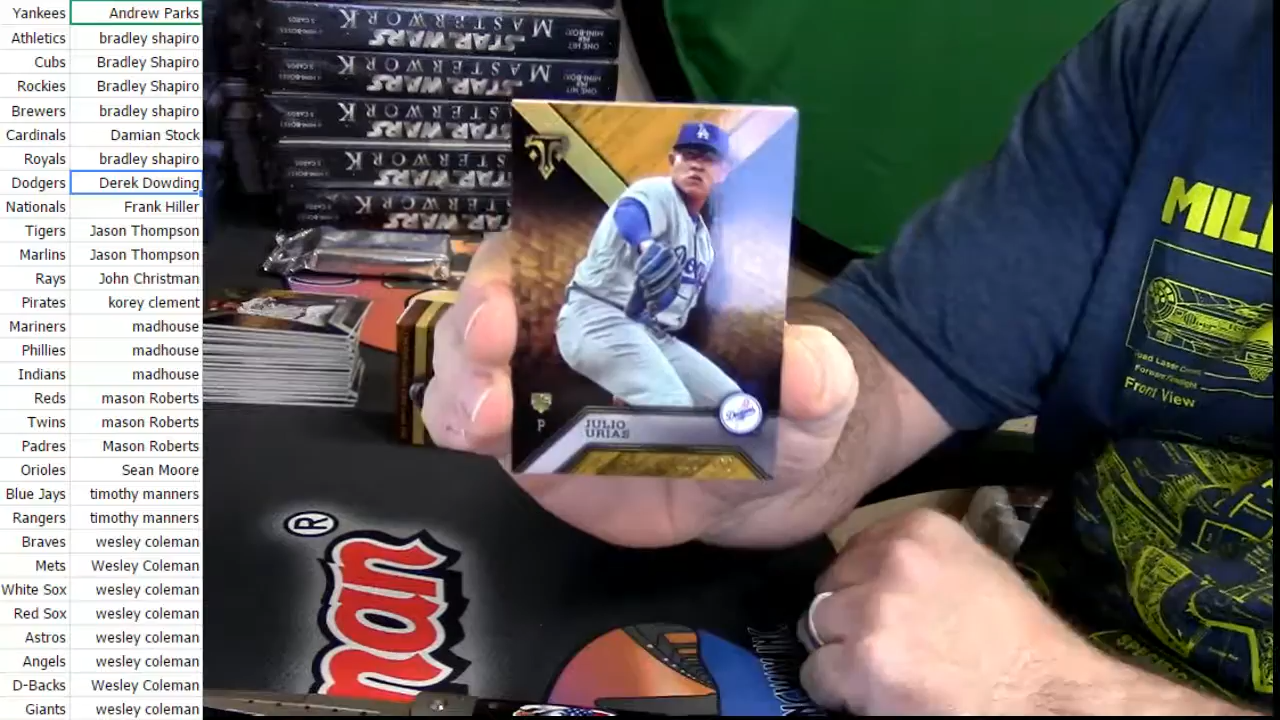 Yankees Andrew Parks
Athletics bradley shapiro
Cubs Bradley Shapiro
Rockies Bradley Shapiro
Brewers bradley shapiro
Cardinals Damian Stock
Royals bradley shapiro
Dodgers Derek Dowding
Nationals Frank Hiller
Tigers Jason Thompson
Marlins Jason Thompson
Rays John Christman
Pirates korey clement
Mariners madhouse
Phillies madhouse
Indians madhouse
Reds mason Roberts
Twins mason Roberts
Padres Mason Roberts
Orioles Sean Moore
Blue Jays timothy manners
Rangers timothy manners
Braves wesley coleman
Mets Wesley Coleman
White Sox wesley coleman
Red Sox wesley coleman
Astros wesley coleman
Angels wesley coleman
D-Backs Wesley Coleman
Giants wesley coleman
STAR WARS MASTERWORK
STAR WARS MASTERWORK
STAR WARS MASTERWORK
STAR WARS
STAR WARS
P
JULIO
URIAS
Dodgers
MIL
Front View
®
man